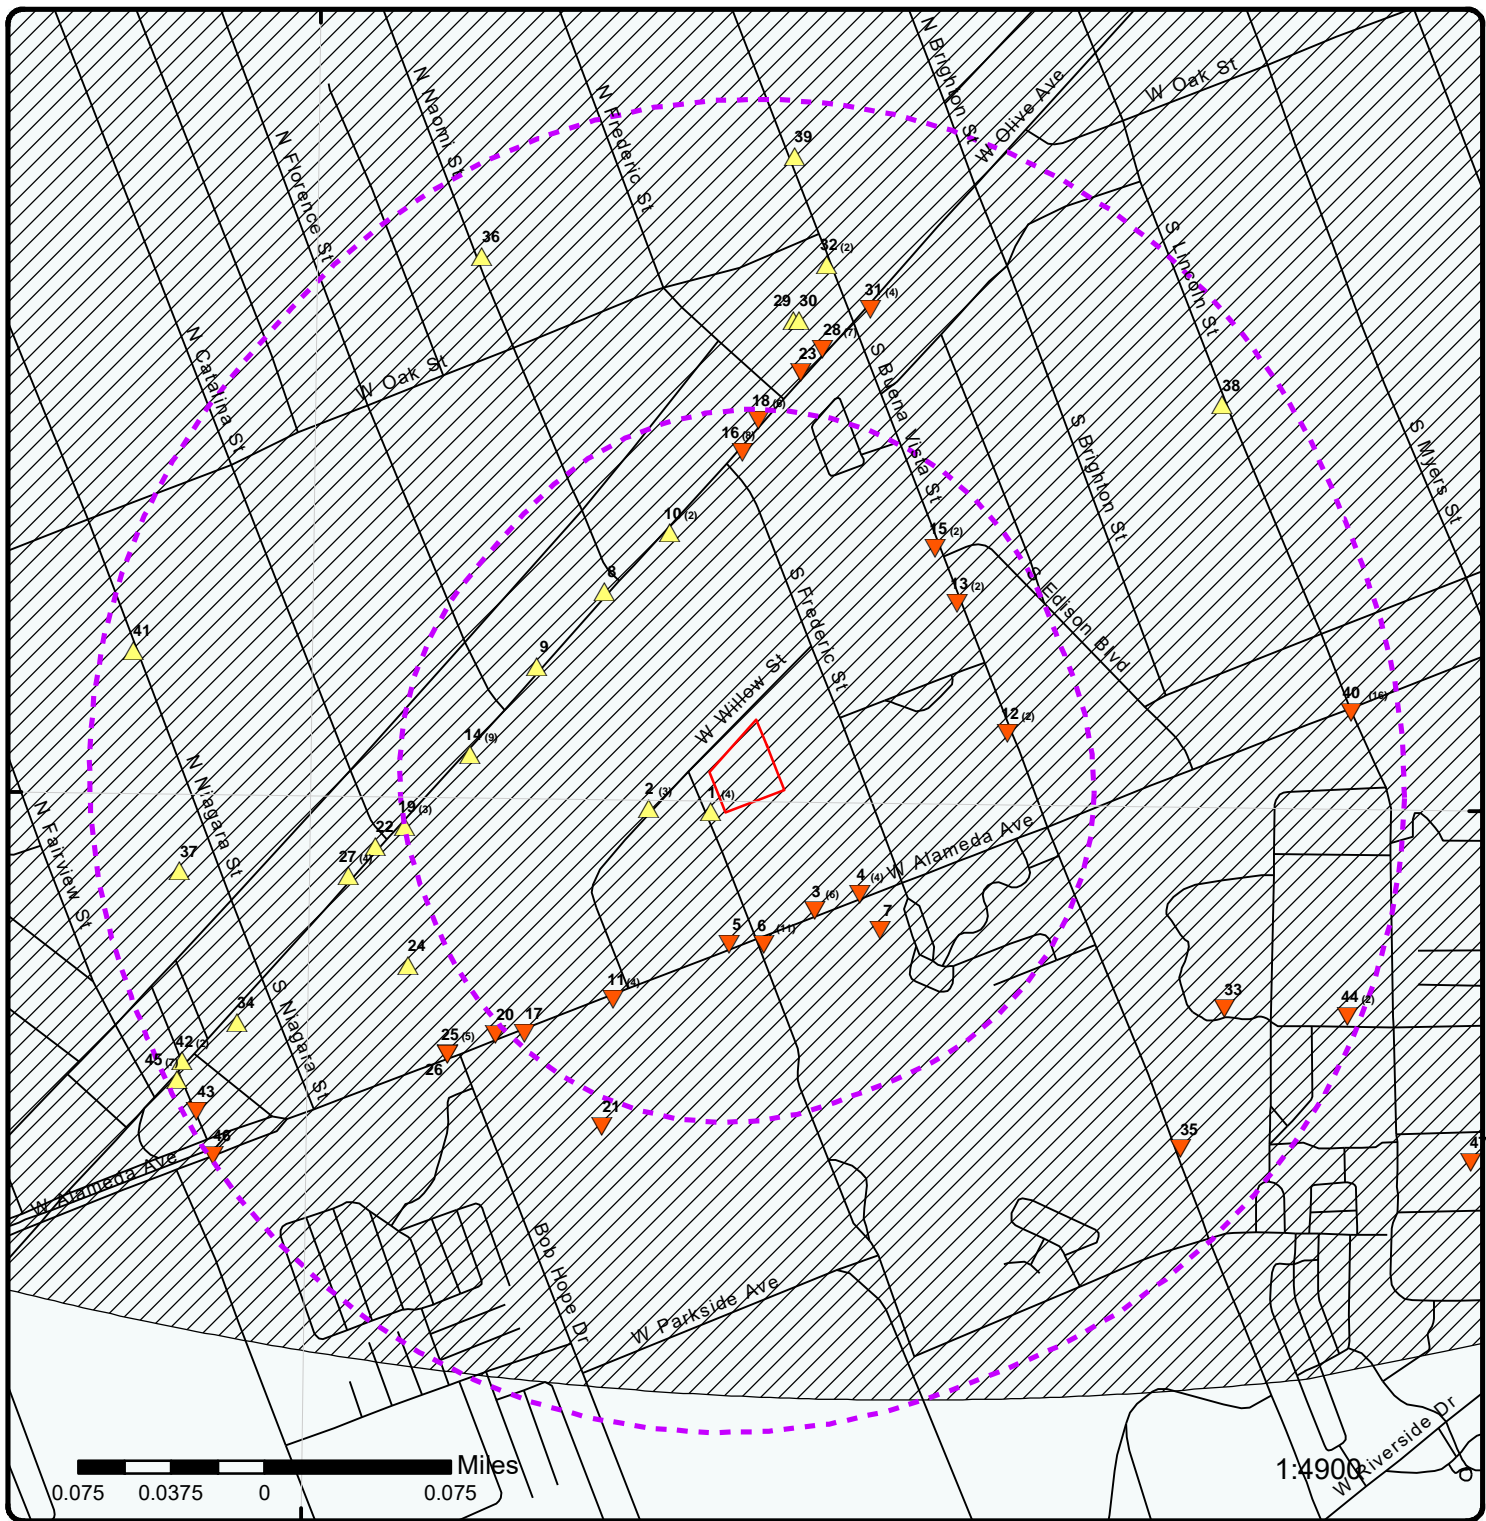 N Brighton St
W Oak St
W Olive Ave
N Naomi St
N Frederic St
N Florence St
39
36
32 (2)
S Lincoln St
31 (4)
29 30
28 (7)
23
N Catalina St
W Oak St
S Buena Vista St
38
18 (6)
16 (8)
S Brighton St
S Myers St
10 (2)
15 (2)
8
13 (2)
S Edison Blvd
S Frederic St
41
9
W Willow St
40 (16)
12 (2)
14 (9)
N Niagara St
2 (3)
1 (4)
19 (3)
22
N Fairview St
27 (4)
37
W Alameda Ave
4 (4)
3 (6)
7
5
6 (11)
24
11 (4)
33
44 (2)
34
S Niagara St
20
17
25 (5)
26
42 (2)
45 (7)
43
21
46
35
W Alameda Ave
Bob Hope Dr
W Parkside Ave
W Riverside Dr
Miles
0.075
0.0375
0
0.075
1:4900